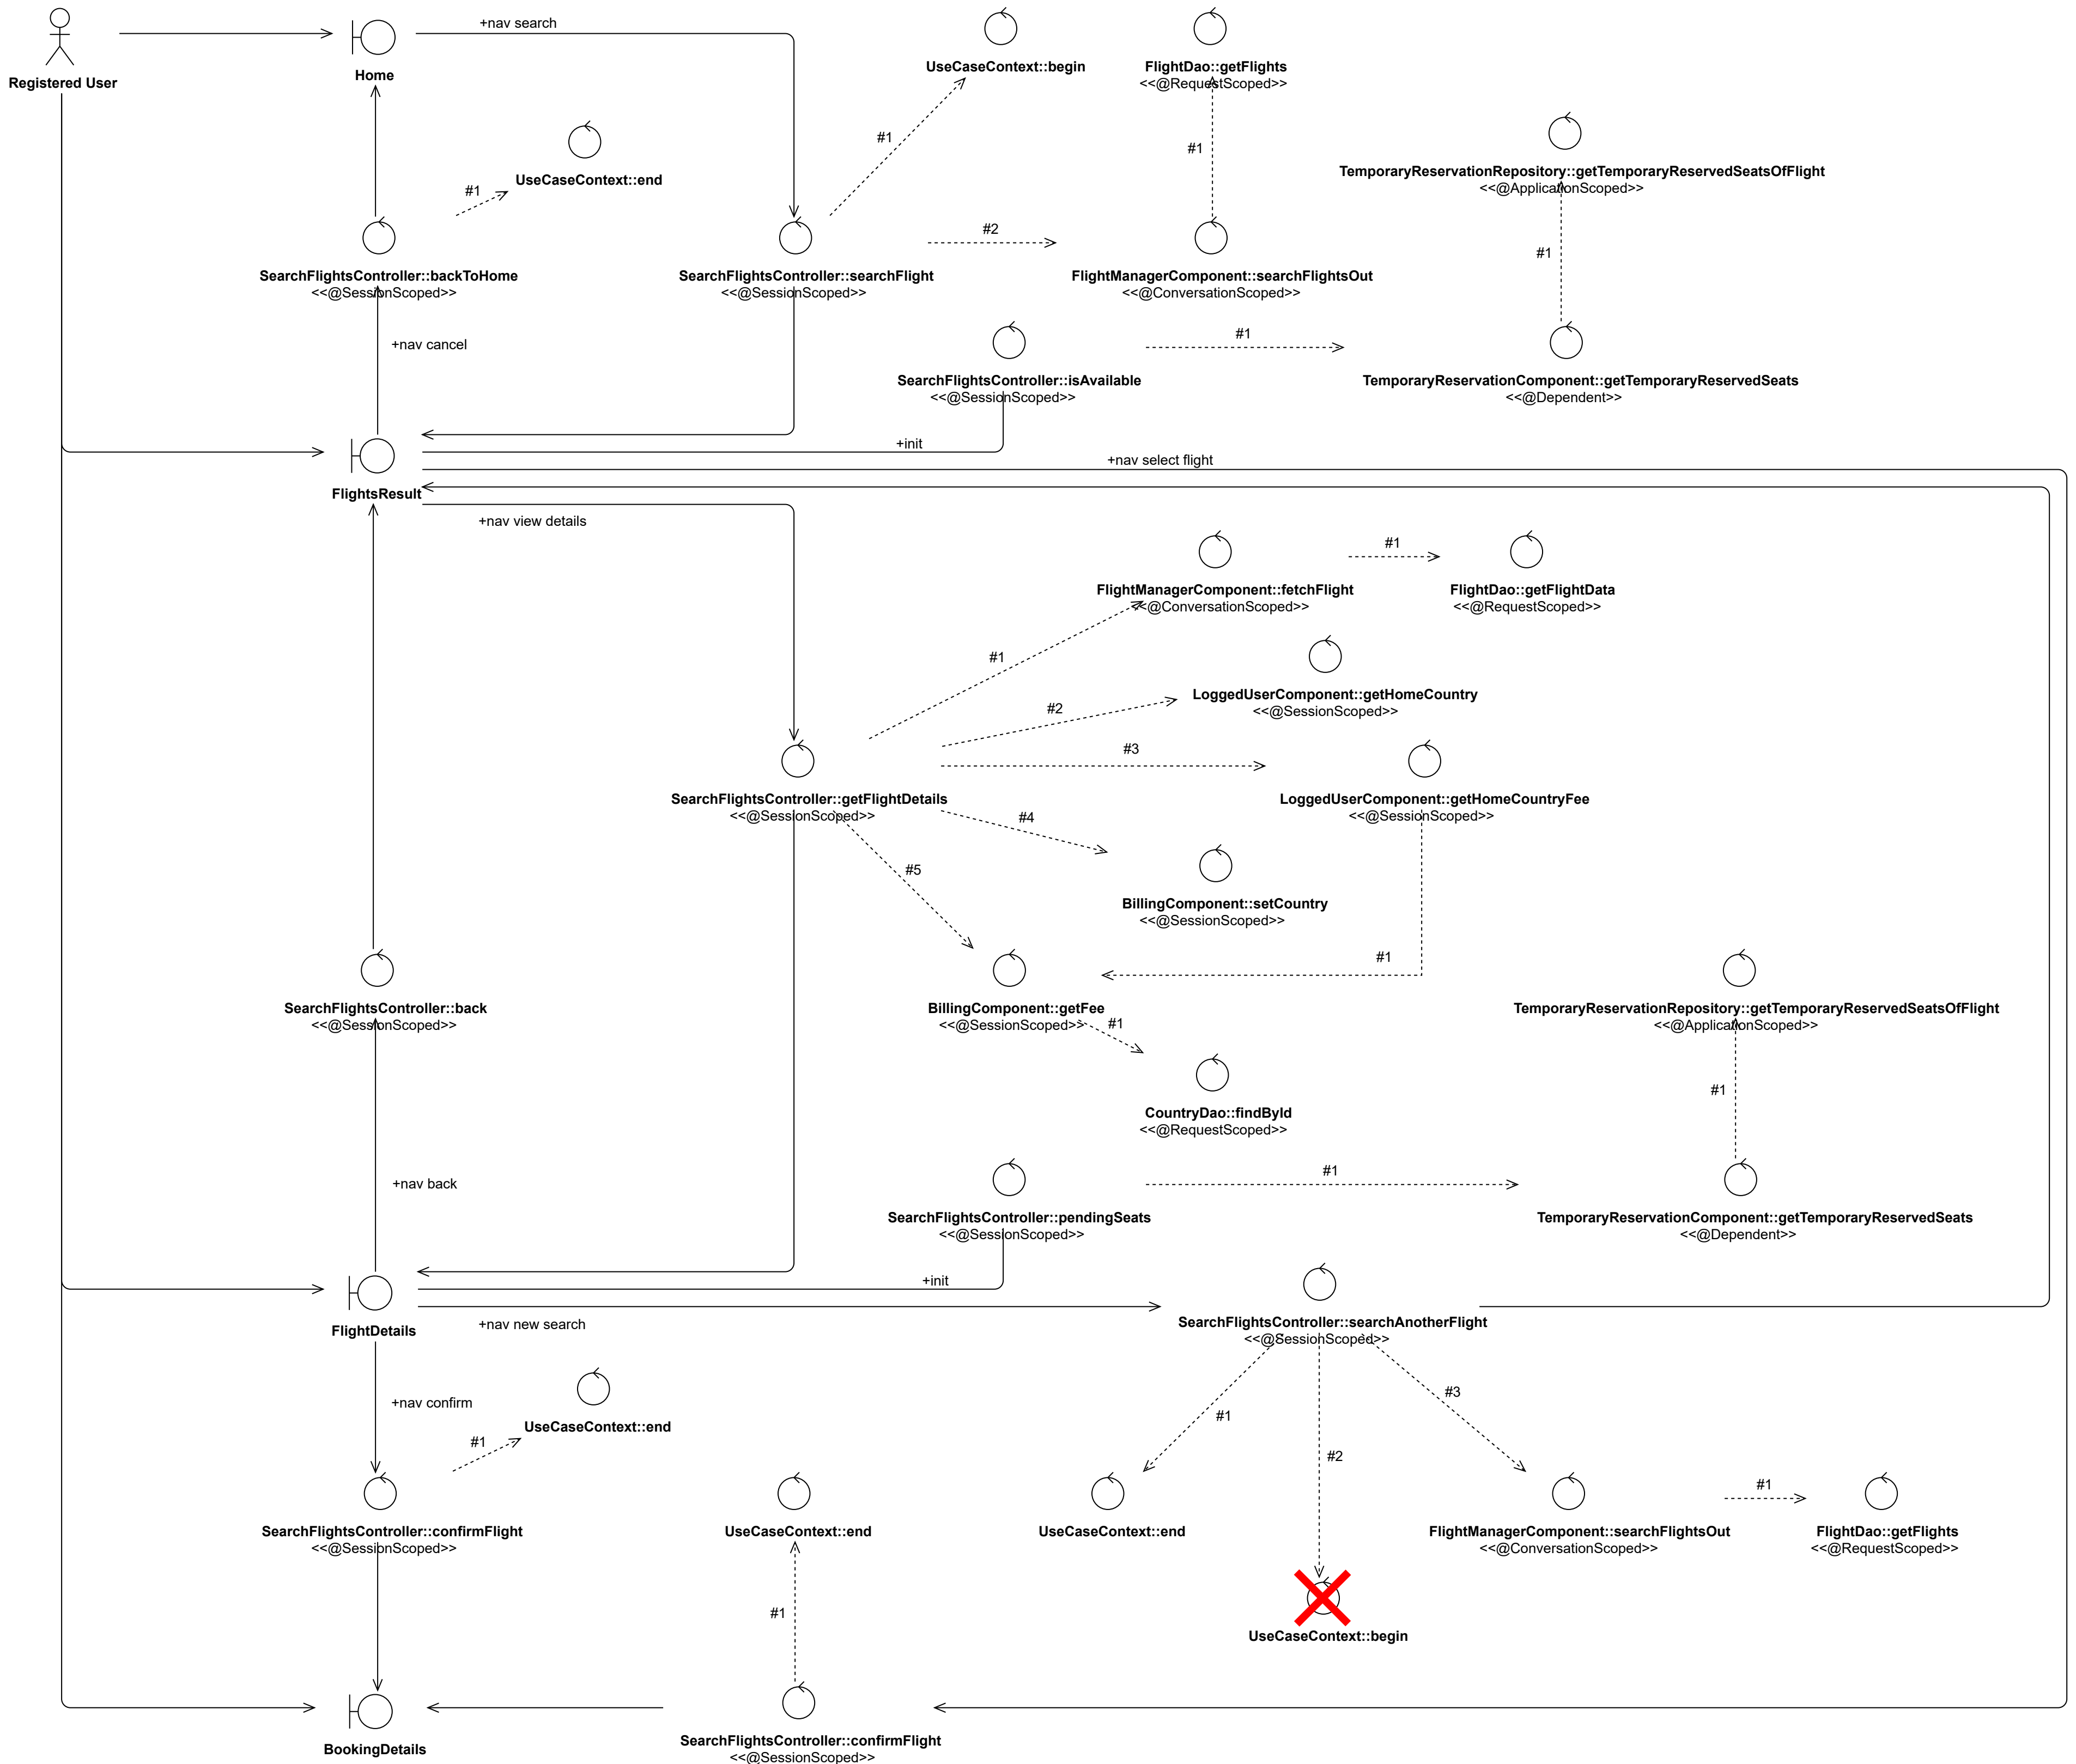 +nav search
Registered User
Home
UseCaseContext::begin
FlightDao::getFlights
<<@RequestScoped>>
#1
#1
UseCaseContext::end
#1
TemporaryReservationRepository::getTemporaryReservedSeatsOfFlight
<<@ApplicationScoped>>
#2
#1
SearchFlightsController::backToHome
<<@SessionScoped>>
SearchFlightsController::searchFlight
<<@SessionScoped>>
FlightManagerComponent::searchFlightsOut
<<@ConversationScoped>>
+nav cancel
#1
SearchFlightsController::isAvailable
<<@SessionScoped>>
TemporaryReservationComponent::getTemporaryReservedSeats
<<@Dependent>>
+init
+nav select flight
FlightsResult
+nav view details
#1
FlightManagerComponent::fetchFlight
<<@ConversationScoped>>
FlightDao::getFlightData
<<@RequestScoped>>
#1
LoggedUserComponent::getHomeCountry
<<@SessionScoped>>
#2
#3
SearchFlightsController::getFlightDetails
<<@SessionScoped>>
LoggedUserComponent::getHomeCountryFee
<<@SessionScoped>>
#4
#5
BillingComponent::setCountry
<<@SessionScoped>>
#1
SearchFlightsController::back
<<@SessionScoped>>
BillingComponent::getFee
<<@SessionScoped>>
#1
TemporaryReservationRepository::getTemporaryReservedSeatsOfFlight
<<@ApplicationScoped>>
#1
CountryDao::findById
<<@RequestScoped>>
+nav back
#1
SearchFlightsController::pendingSeats
<<@SessionScoped>>
TemporaryReservationComponent::getTemporaryReservedSeats
<<@Dependent>>
+init
FlightDetails
+nav new search
SearchFlightsController::searchAnotherFlight
<<@SessionScoped>>
+nav confirm
UseCaseContext::end
#1
#1
#2
#3
#1
SearchFlightsController::confirmFlight
<<@SessionScoped>>
UseCaseContext::end
UseCaseContext::end
FlightManagerComponent::searchFlightsOut
<<@ConversationScoped>>
FlightDao::getFlights
<<@RequestScoped>>
#1
UseCaseContext::begin
BookingDetails
SearchFlightsController::confirmFlight
<<@SessionScoped>>